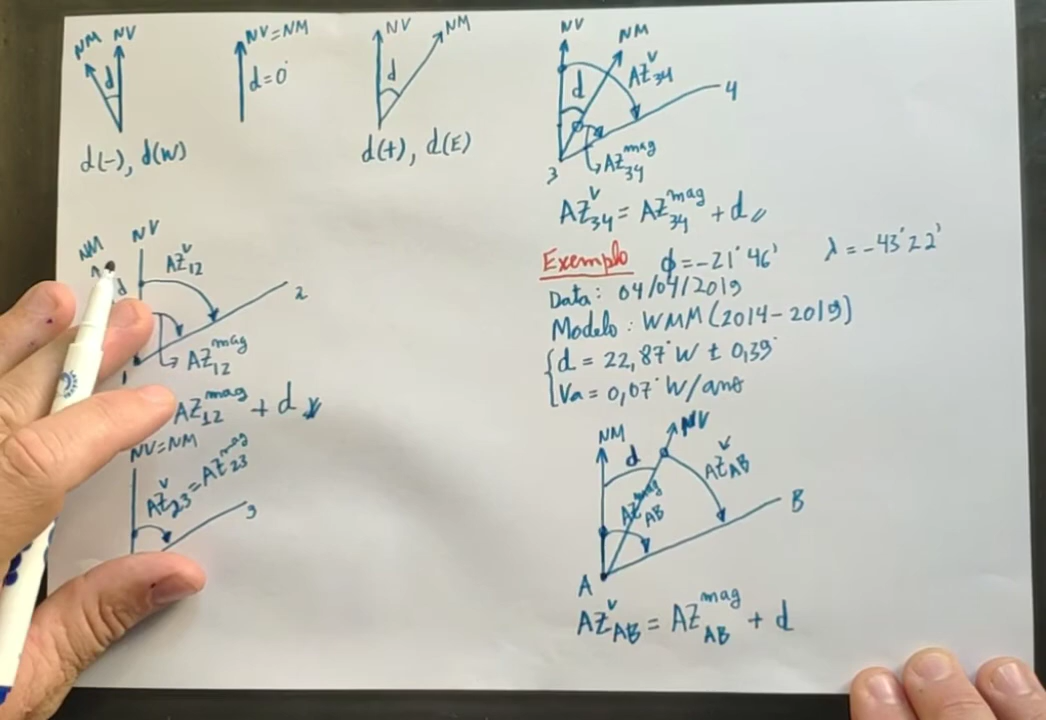 NM NV
d
d(-), d(W)
NV=NM
d=0°
NV NM
d
d(+), d(E)
NV NM
d AZ^v_34
4
3 AZ^mag_34
AZ^v_34 = AZ^mag_34 + d
NM NV
d AZ^v_12
2
AZ^mag_12
1
AZ^mag_12 + d
NV=NM
AZ^v_23 = AZ^mag_23
3
Exemplo φ=-21°46' λ=-43°22'
Data: 04/04/2019
Modelo: WMM(2014-2019)
d = 22,87° W ± 0,39°
Va = 0,07° W/ano
NM NV
d AZ^v_AB
AZ^mag_AB
B
A
AZ^v_AB = AZ^mag_AB + d